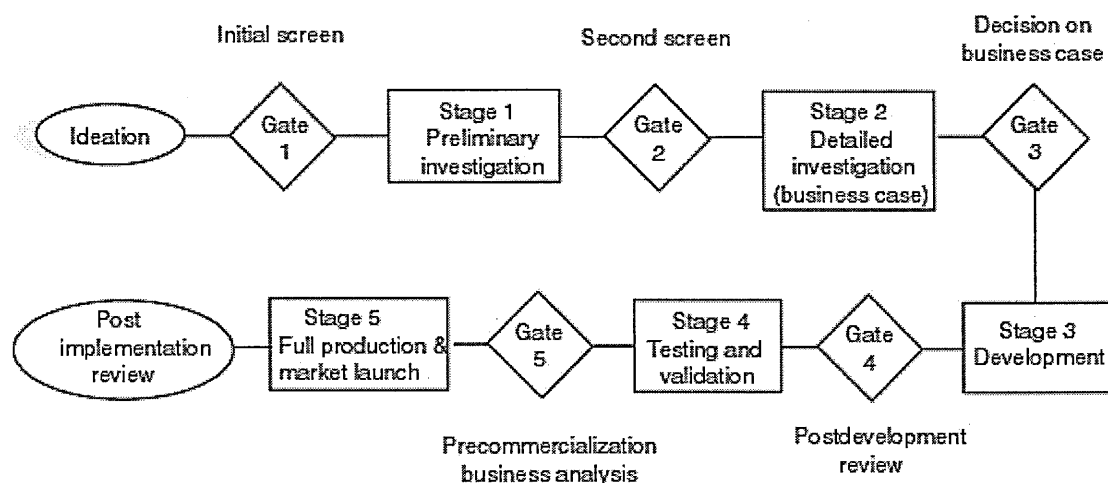 Initial screen
Second screen
Decision on
business case
Ideation
Gate
1
Stage 1
Preliminary
investigation
Gate
2
Stage 2
Detailed
investigation
(business case)
Gate
3
Stage 3
Development
Gate
4
Postdevelopment
review
Stage 4
Testing and
validation
Gate
5
Precommercialization
business analysis
Stage 5
Full production &
market launch
Post
implementation
review